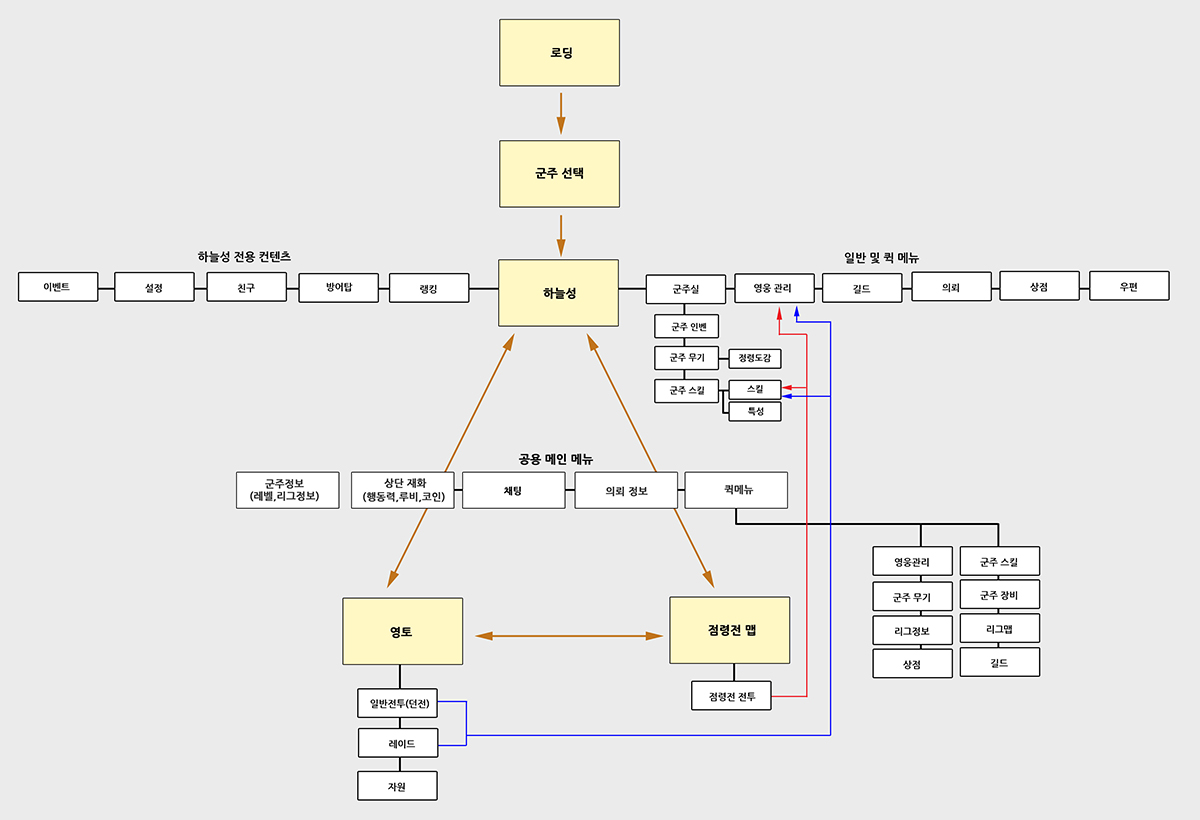 로딩
군주 선택
하늘성 전용 컨텐츠
일반 및 퀵 메뉴
이벤트
설정
친구
방어탑
랭킹
하늘성
군주실
영웅 관리
길드
의뢰
상점
우편
군주 인벤
군주 무기
정령도감
군주 스킬
스킬
특성
공용 메인 메뉴
군주정보
(레벨,리그정보)
상단 재화
(행동력,루비,코인)
채팅
의뢰 정보
퀵메뉴
영웅관리
군주 스킬
군주 무기
군주 장비
리그정보
리그맵
상점
길드
영토
점령전 맵
일반전투(던전)
점령전 전투
레이드
자원